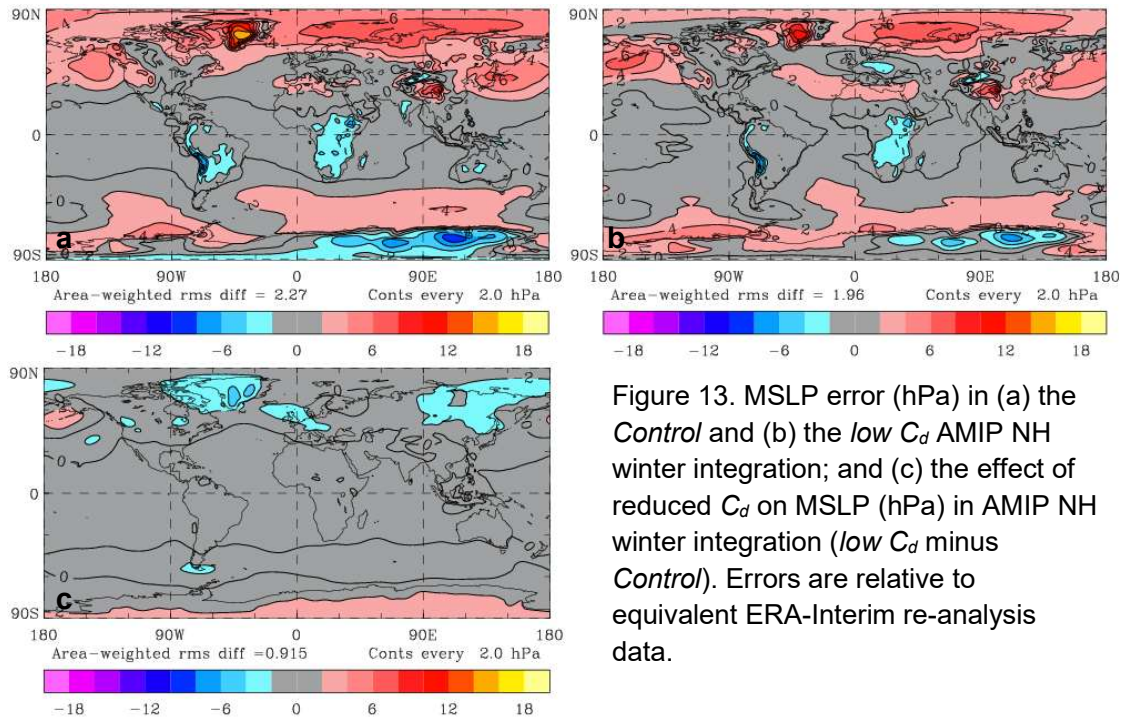 90N
0
90S
a
180 90W 0 90E 180
Area-weighted rms diff = 2.27 Conts every 2.0 hPa
-18 -12 -6 0 6 12 18
90N
0
90S
b
180 90W 0 90E 180
Area-weighted rms diff = 1.96 Conts every 2.0 hPa
-18 -12 -6 0 6 12 18
90N
0
90S
c
180 90W 0 90E 180
Area-weighted rms diff =0.915 Conts every 2.0 hPa
-18 -12 -6 0 6 12 18
Figure 13. MSLP error (hPa) in (a) the
Control and (b) the low Cd AMIP NH
winter integration; and (c) the effect of
reduced Cd on MSLP (hPa) in AMIP NH
winter integration (low Cd minus
Control). Errors are relative to
equivalent ERA-Interim re-analysis
data.